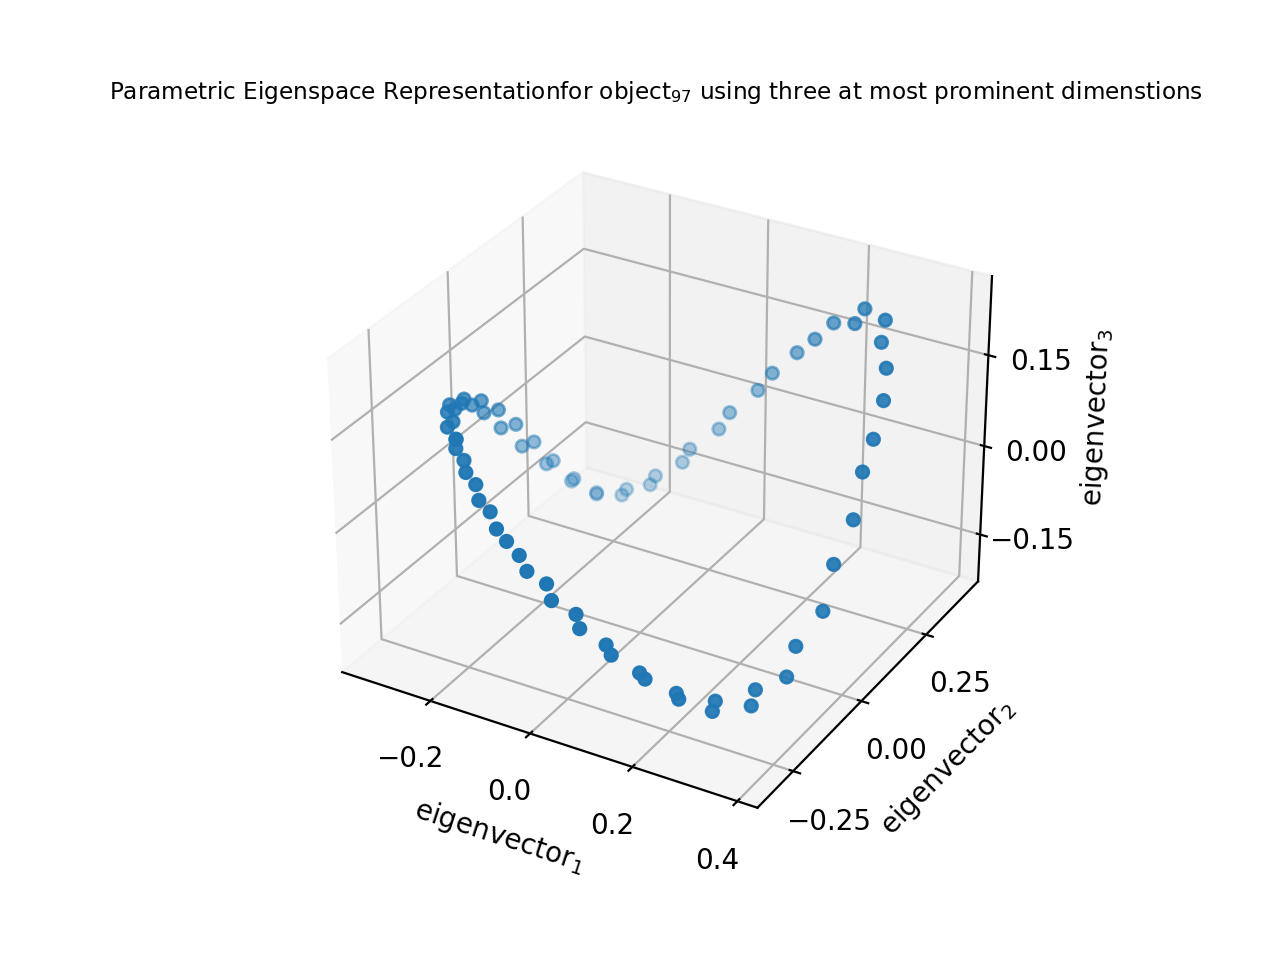 Parametric Eigenspace Representationfor object₉₇ using three at most prominent dimenstions
0.15
0.00
−0.15
eigenvector₃
0.25
0.00
−0.25
eigenvector₂
−0.2
0.0
0.2
0.4
eigenvector₁